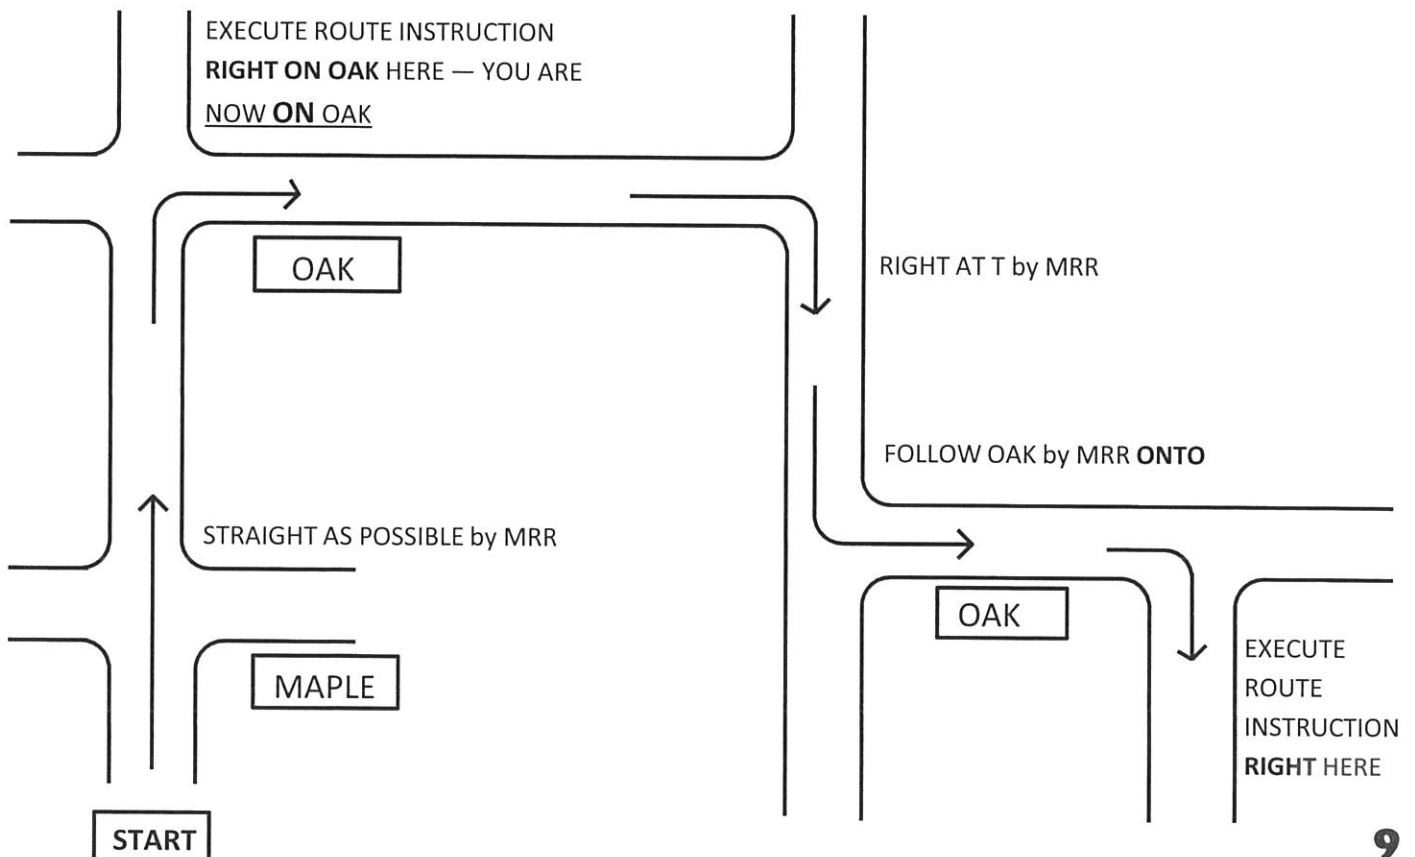 EXECUTE ROUTE INSTRUCTION
RIGHT ON OAK HERE — YOU ARE
NOW ON OAK
OAK
RIGHT AT T by MRR
FOLLOW OAK by MRR ONTO
STRAIGHT AS POSSIBLE by MRR
OAK
MAPLE
EXECUTE
ROUTE
INSTRUCTION
RIGHT HERE
START
9